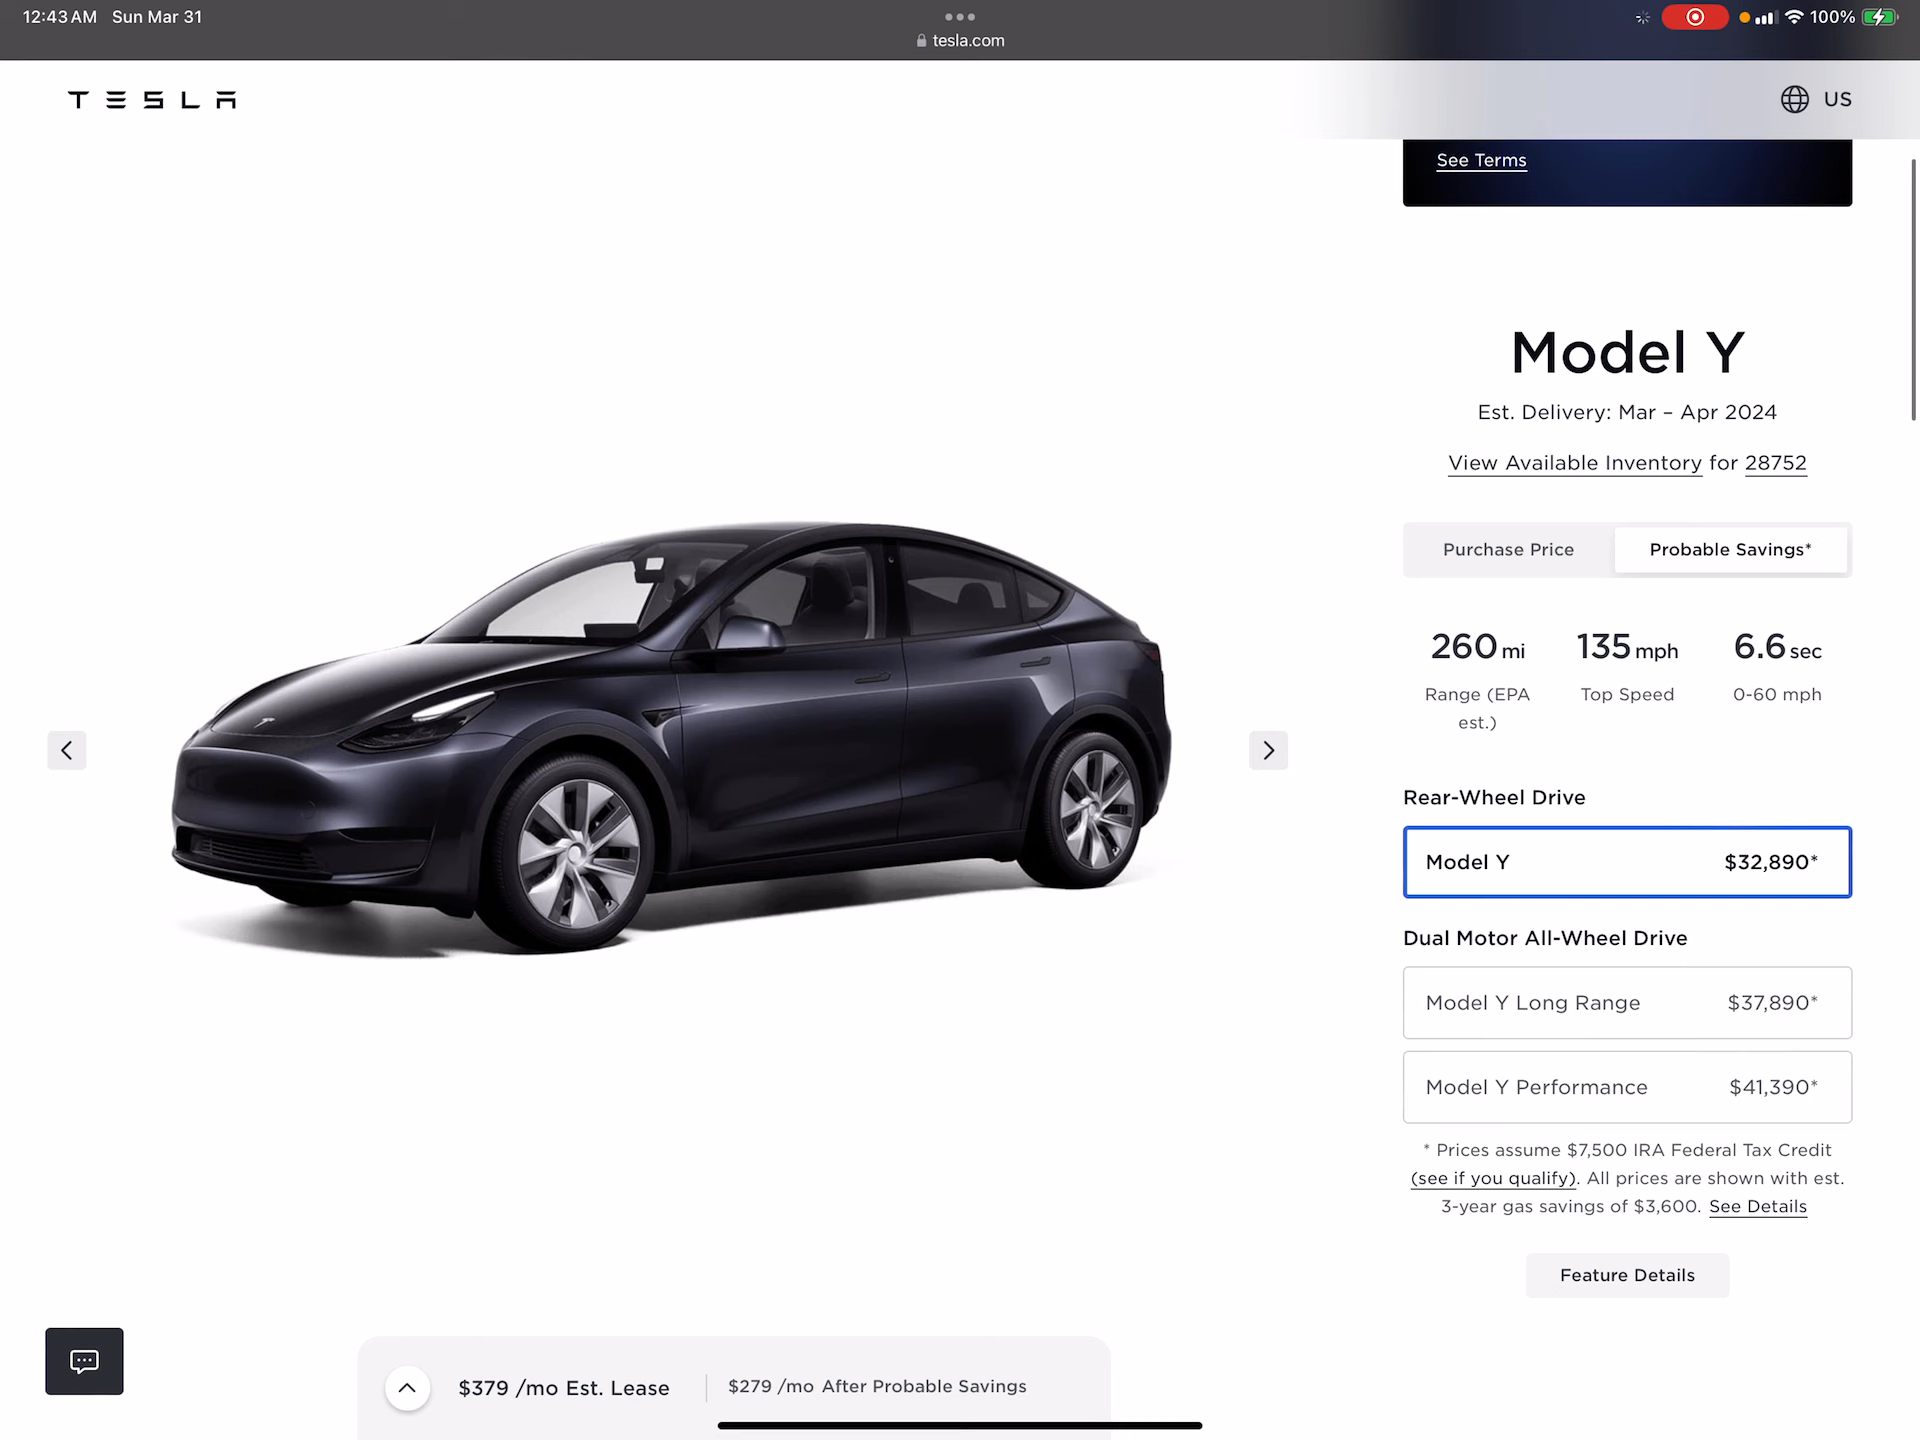 12:43 AM Sun Mar 31
100%
tesla.com
TESLA
US
See Terms
Model Y
Est. Delivery: Mar – Apr 2024
View Available Inventory for 28752
Purchase Price
Probable Savings*
260 mi
135 mph
6.6 sec
Range (EPA
est.)
Top Speed
0-60 mph
Rear-Wheel Drive
Model Y $32,890*
Dual Motor All-Wheel Drive
Model Y Long Range $37,890*
Model Y Performance $41,390*
* Prices assume $7,500 IRA Federal Tax Credit
(see if you qualify). All prices are shown with est.
3-year gas savings of $3,600. See Details
Feature Details
$379 /mo Est. Lease
$279 /mo After Probable Savings